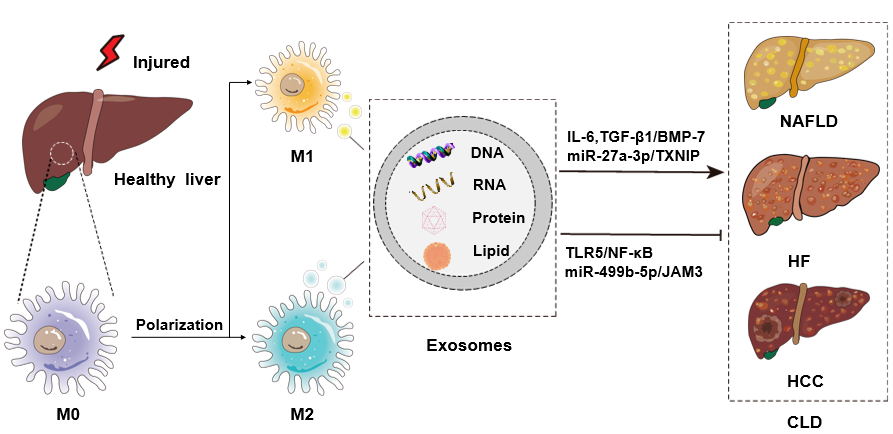 Injured
Healthy liver
M0
Polarization
M1
M2
DNA
RNA
Protein
Lipid
Exosomes
IL-6,TGF-β1/BMP-7
miR-27a-3p/TXNIP
TLR5/NF-κB
miR-499b-5p/JAM3
NAFLD
HF
HCC
CLD